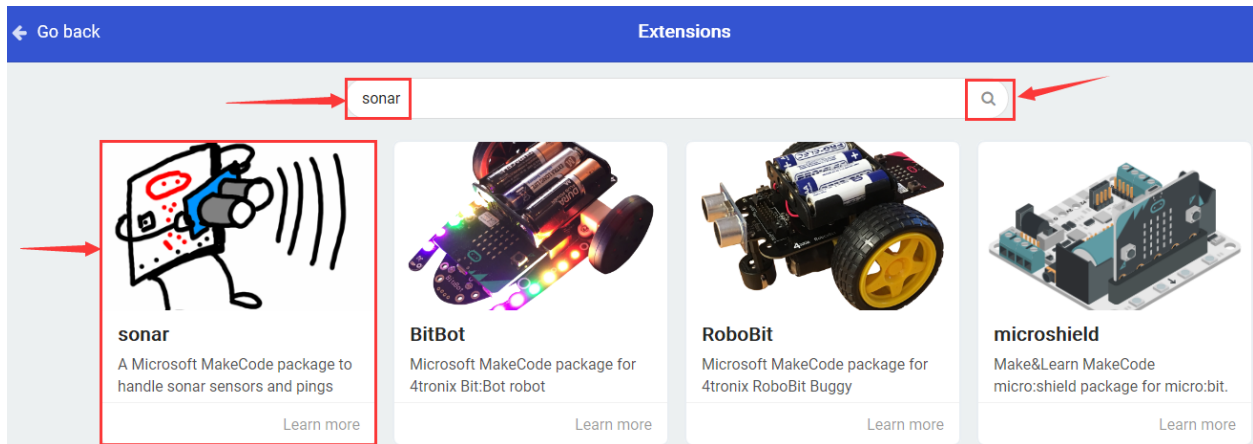 Go back
Extensions
sonar
sonar
A Microsoft MakeCode package to
handle sonar sensors and pings
Learn more
BitBot
Microsoft MakeCode package for
4tronix Bit:Bot robot
Learn more
RoboBit
Microsoft MakeCode package for
4tronix RoboBit Buggy
Learn more
microshield
Make&Learn MakeCode
micro:shield package for micro:bit.
Learn more